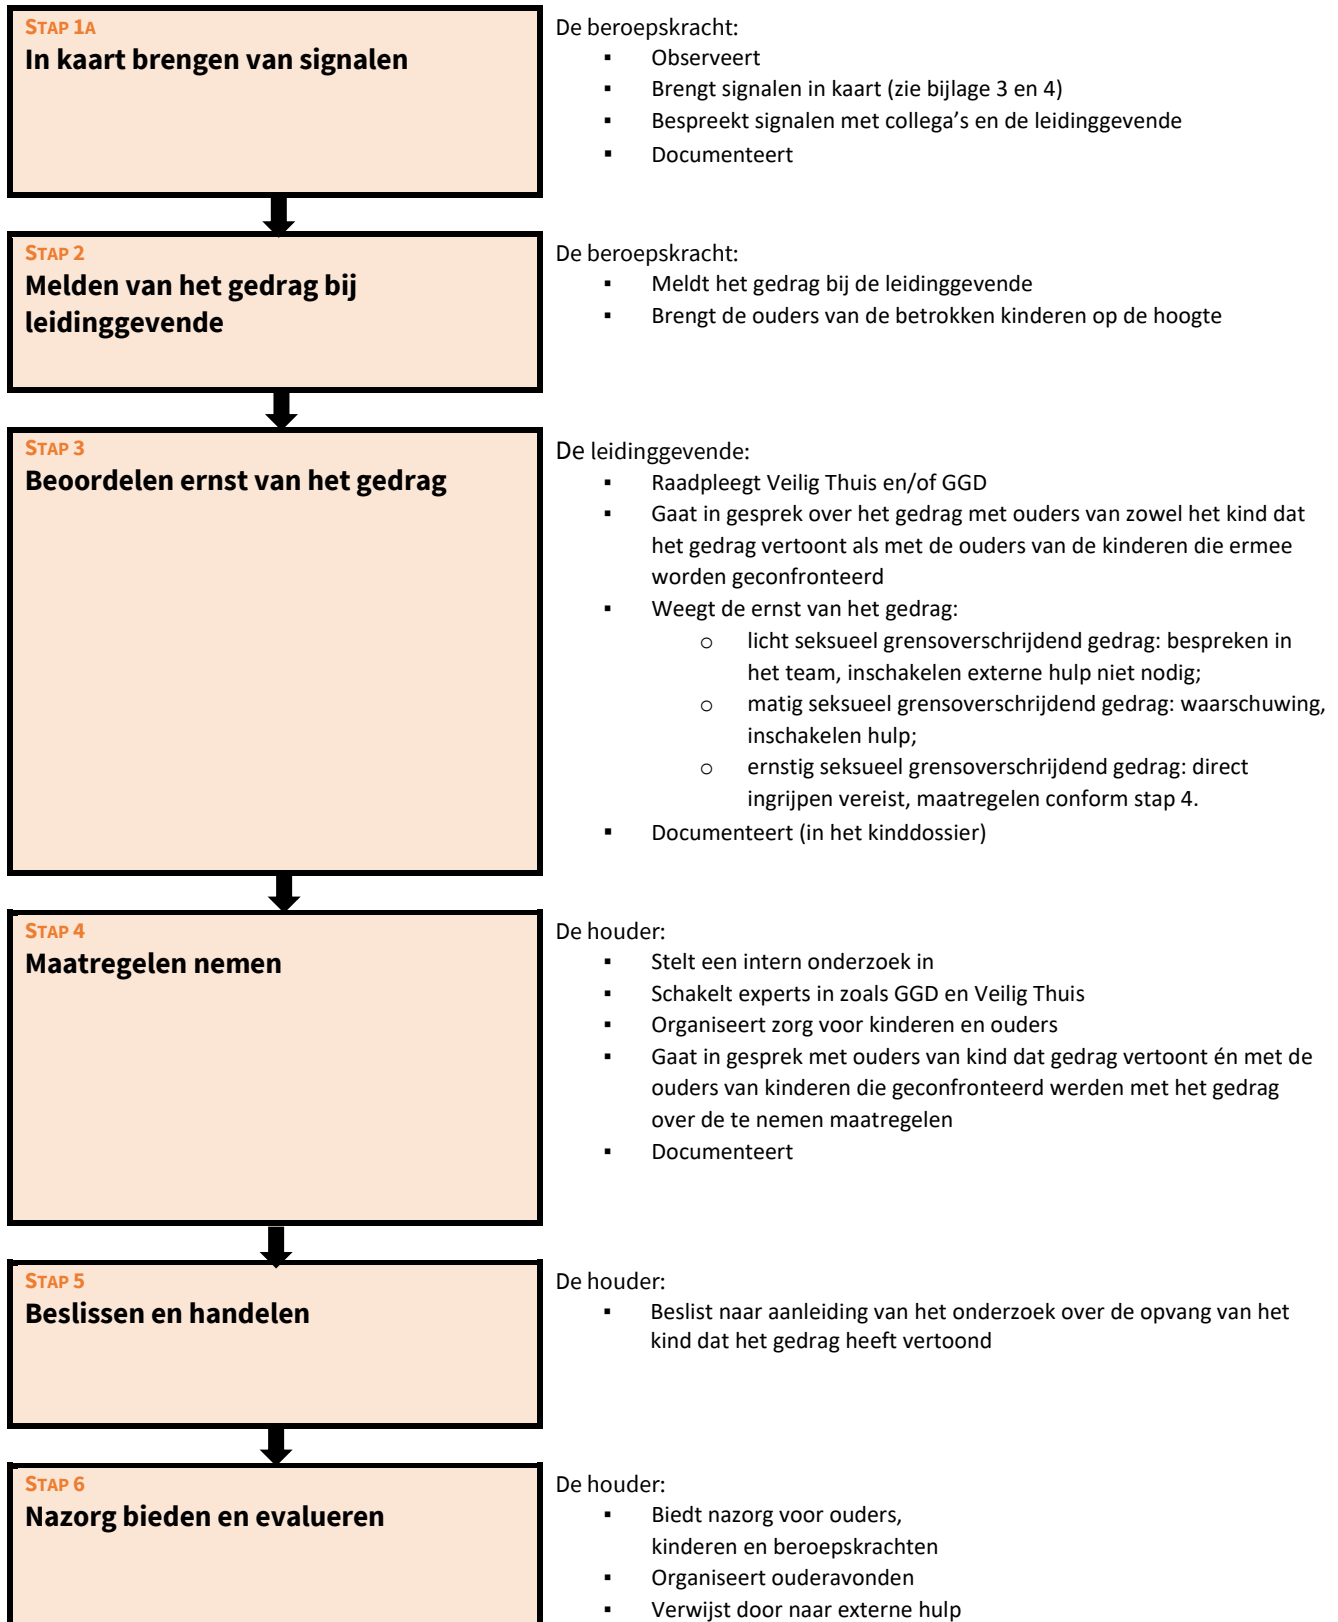 STAP 1A
In kaart brengen van signalen
De beroepskracht:
▪ Observeert
▪ Brengt signalen in kaart (zie bijlage 3 en 4)
▪ Bespreekt signalen met collega’s en de leidinggevende
▪ Documenteert
STAP 2
Melden van het gedrag bij
leidinggevende
De beroepskracht:
▪ Meldt het gedrag bij de leidinggevende
▪ Brengt de ouders van de betrokken kinderen op de hoogte
STAP 3
Beoordelen ernst van het gedrag
De leidinggevende:
▪ Raadpleegt Veilig Thuis en/of GGD
▪ Gaat in gesprek over het gedrag met ouders van zowel het kind dat
het gedrag vertoont als met de ouders van de kinderen die ermee
worden geconfronteerd
▪ Weegt de ernst van het gedrag:
o licht seksueel grensoverschrijdend gedrag: bespreken in
het team, inschakelen externe hulp niet nodig;
o matig seksueel grensoverschrijdend gedrag: waarschuwing,
inschakelen hulp;
o ernstig seksueel grensoverschrijdend gedrag: direct
ingrijpen vereist, maatregelen conform stap 4.
▪ Documenteert (in het kinddossier)
STAP 4
Maatregelen nemen
De houder:
▪ Stelt een intern onderzoek in
▪ Schakelt experts in zoals GGD en Veilig Thuis
▪ Organiseert zorg voor kinderen en ouders
▪ Gaat in gesprek met ouders van kind dat gedrag vertoont én met de
ouders van kinderen die geconfronteerd werden met het gedrag
over de te nemen maatregelen
▪ Documenteert
STAP 5
Beslissen en handelen
De houder:
▪ Beslist naar aanleiding van het onderzoek over de opvang van het
kind dat het gedrag heeft vertoond
STAP 6
Nazorg bieden en evalueren
De houder:
▪ Biedt nazorg voor ouders,
kinderen en beroepskrachten
▪ Organiseert ouderavonden
▪ Verwijst door naar externe hulp